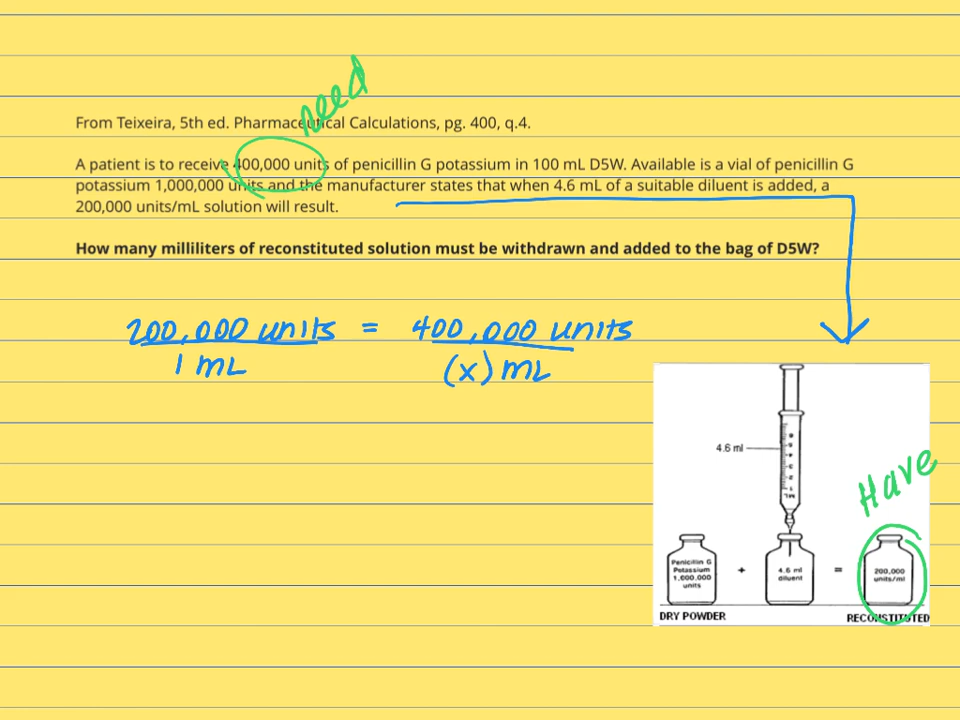 need
From Teixeira, 5th ed. Pharmaceutical Calculations, pg. 400, q.4.
A patient is to receive 400,000 units of penicillin G potassium in 100 mL D5W. Available is a vial of penicillin G
potassium 1,000,000 units and the manufacturer states that when 4.6 mL of a suitable diluent is added, a
200,000 units/mL solution will result.
How many milliliters of reconstituted solution must be withdrawn and added to the bag of D5W?
200,000 units = 400,000 units
1 mL (x) mL
4.6 ml
Have
Penicillin G
Potassium
1,000,000
units
+
4.6 ml
diluent
=
200,000
units/ml
DRY POWDER
RECONSTITUTED